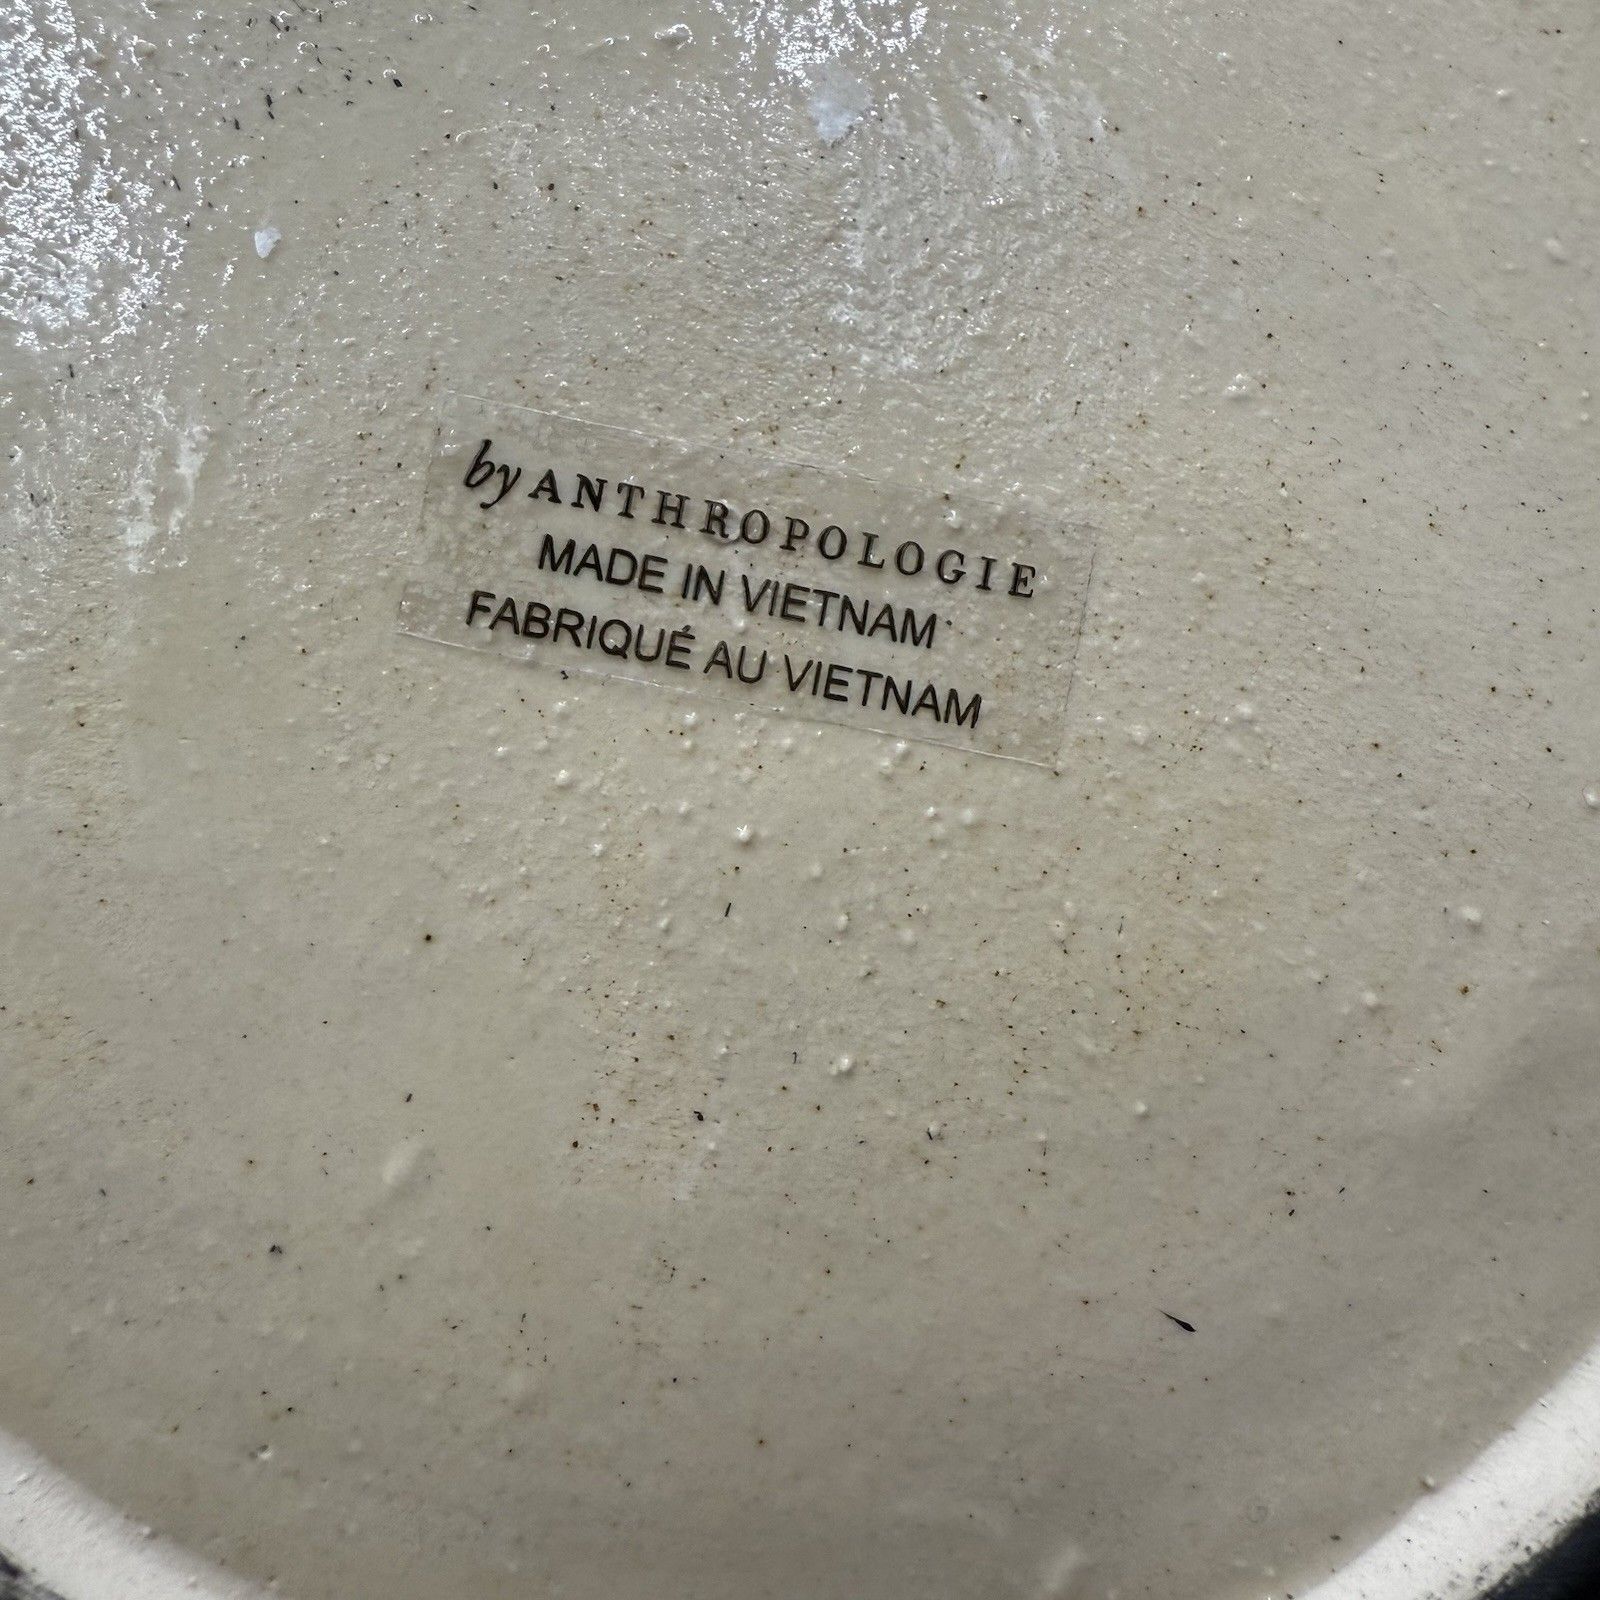 by ANTHROPOLOGIE
MADE IN VIETNAM
FABRIQUÉ AU VIETNAM